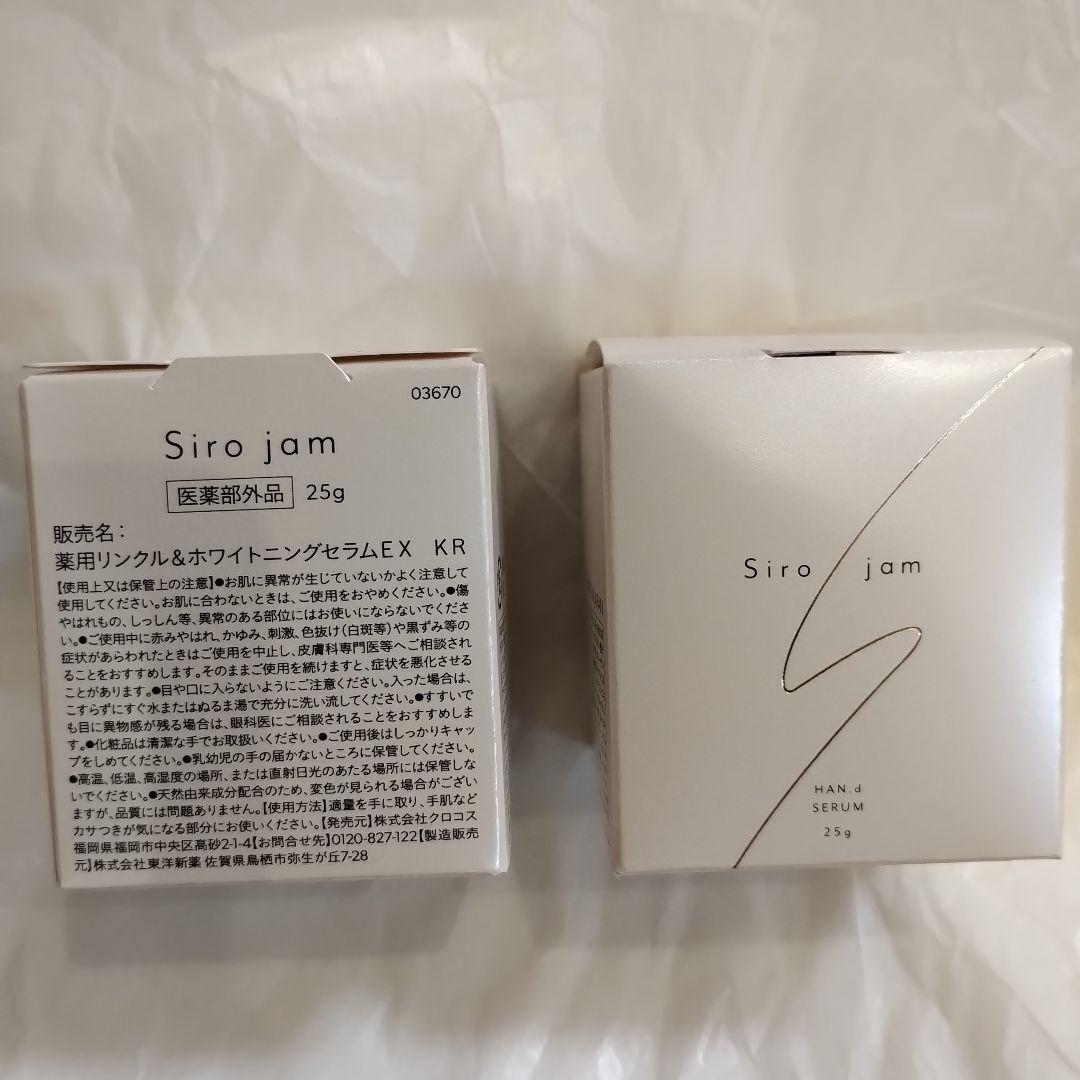 03670
Siro jam
医薬部外品 25g
販売名：
薬用リンクル＆ホワイトニングセラムEX KR
【使用上又は保管上の注意】●お肌に異常が生じていないかよく注意して
使用してください。お肌に合わないときは、ご使用をおやめください。●傷
やはれもの、しっしん等、異常のある部位にはお使いにならないでくださ
い。●ご使用中に赤みやはれ、かゆみ、刺激、色抜け(白斑等)や黒ずみ等の
症状があらわれたときはご使用を中止し、皮膚科専門医等へご相談され
ることをおすすめします。そのままご使用を続けますと、症状を悪化させる
ことがあります。●目や口に入らないようにご注意ください。入った場合は、
こすらずにすぐ水またはぬるま湯で充分に洗い流してください。●すすいで
も目に異物感が残る場合は、眼科医にご相談されることをおすすめしま
す。●化粧品は清潔な手でお取扱いください。●ご使用後はしっかりキャッ
プをしめてください。●乳幼児の手の届かないところに保管してください。
●高温、低温、高湿度の場所、または直射日光のあたる場所には保管しな
いでください。●天然由来成分配合のため、変色が見られる場合がござい
ますが、品質には問題ありません。【使用方法】適量を手に取り、手肌など
カサつきが気になる部分にお使いください。【発売元】株式会社クロコス
福岡県福岡市中央区高砂2-1-4【お問合せ先】0120-827-122【製造販売
元】株式会社東洋新薬 佐賀県鳥栖市弥生が丘7-28
Siro jam
HAN.d
SERUM
25g